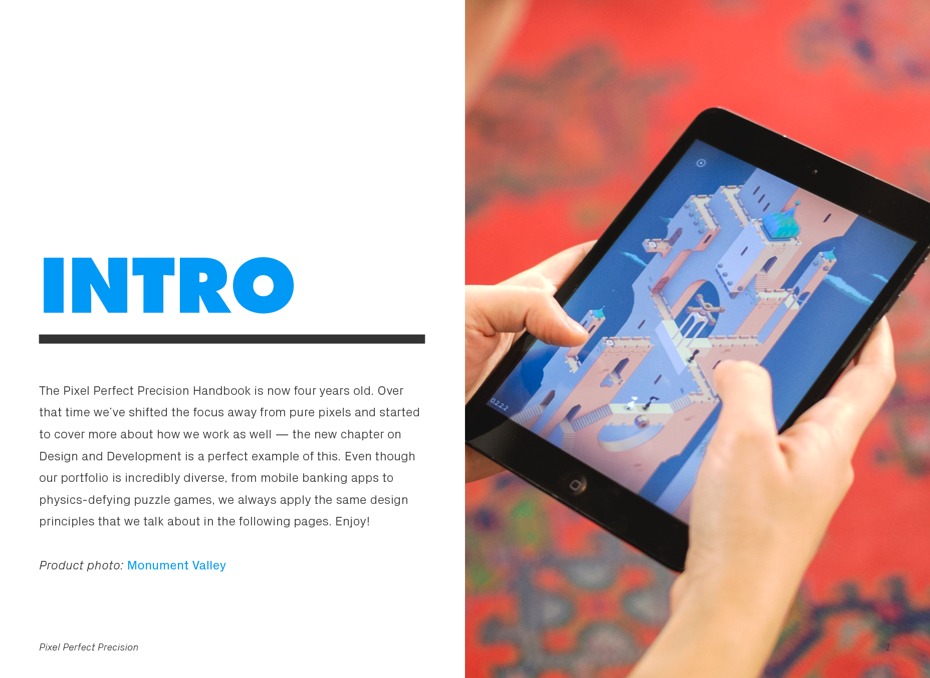 INTRO
The Pixel Perfect Precision Handbook is now four years old. Over
that time we’ve shifted the focus away from pure pixels and started
to cover more about how we work as well — the new chapter on
Design and Development is a perfect example of this. Even though
our portfolio is incredibly diverse, from mobile banking apps to
physics-defying puzzle games, we always apply the same design
principles that we talk about in the following pages. Enjoy!
Product photo: Monument Valley
Pixel Perfect Precision